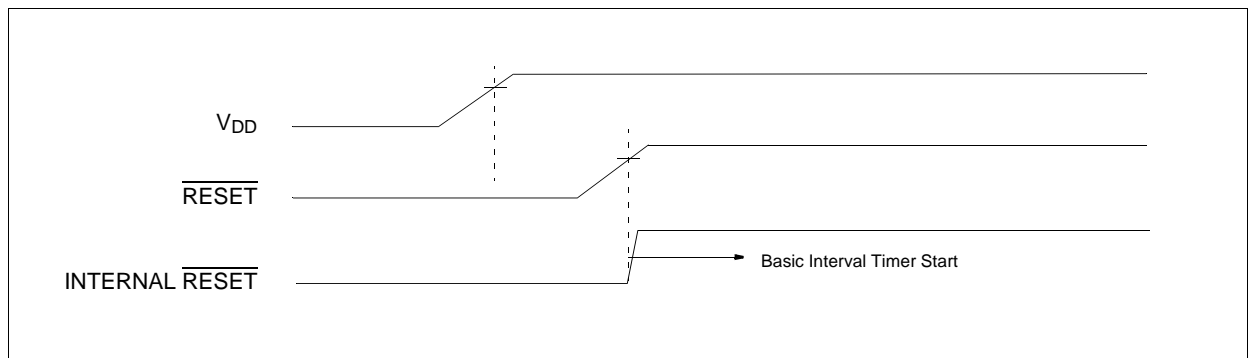 VDD
RESET
INTERNAL RESET
Basic Interval Timer Start